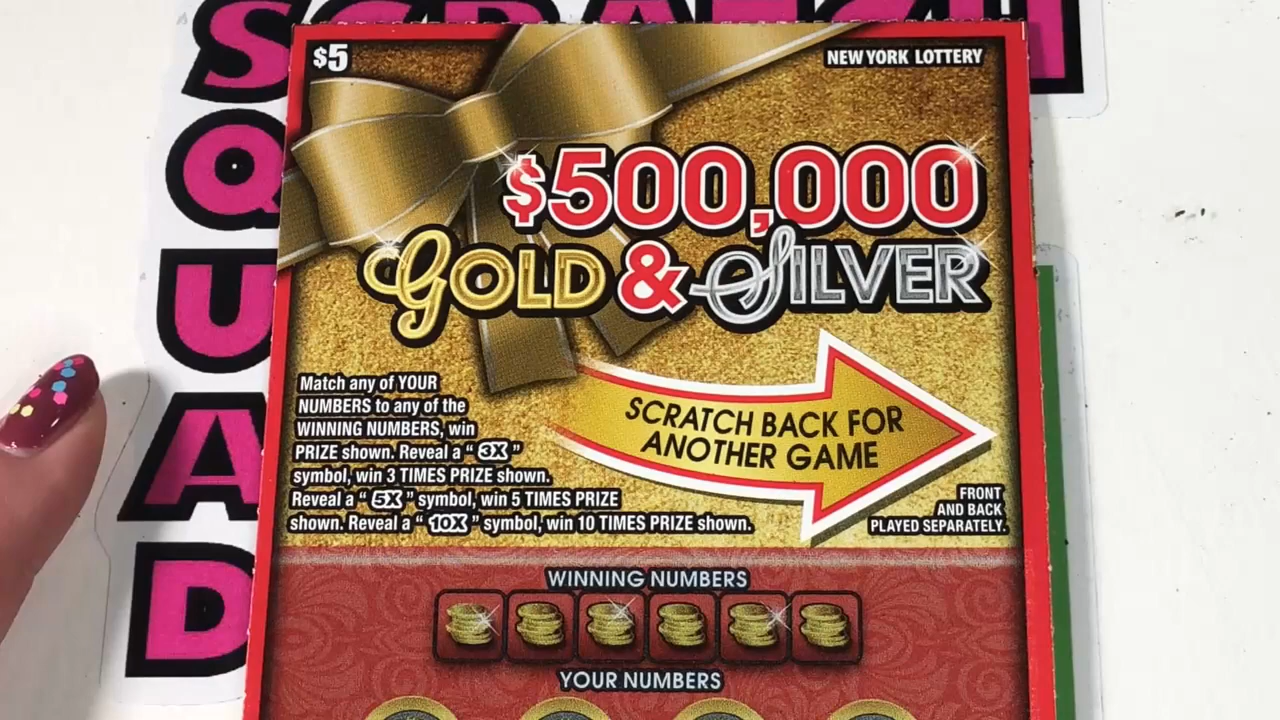 SCRATCH
SQUAD
$5
NEW YORK LOTTERY
$500,000
GOLD & SILVER
Match any of YOUR
NUMBERS to any of the
WINNING NUMBERS, win
PRIZE shown. Reveal a “ 3X ”
symbol, win 3 TIMES PRIZE shown.
Reveal a “ 5X ” symbol, win 5 TIMES PRIZE
shown. Reveal a “ 10X ” symbol, win 10 TIMES PRIZE shown.
SCRATCH BACK FOR
ANOTHER GAME
FRONT
AND BACK
PLAYED SEPARATELY.
WINNING NUMBERS
YOUR NUMBERS